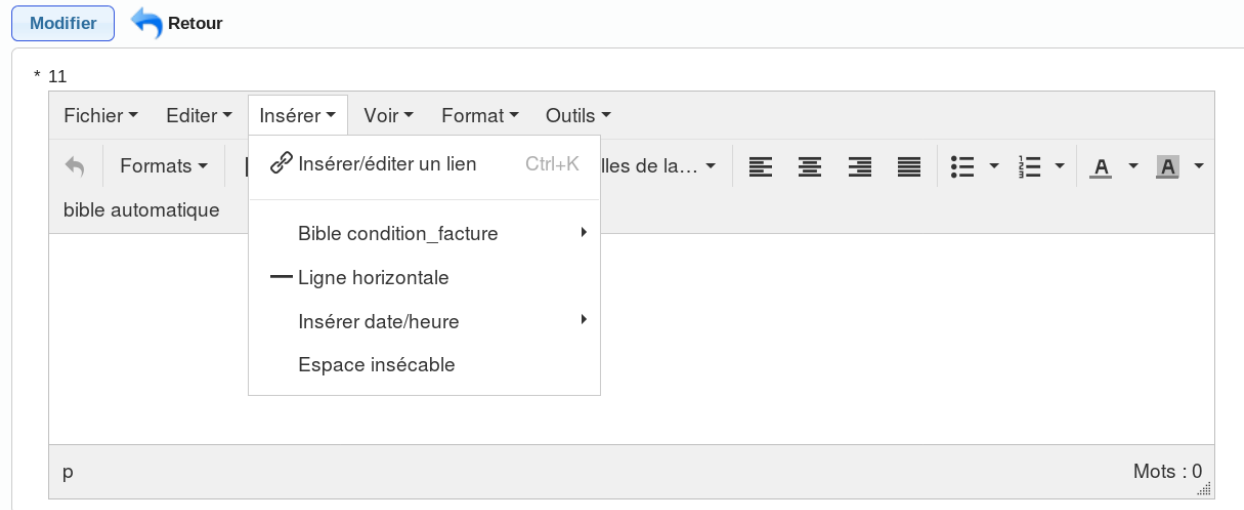 Modifier Retour
* 11
Fichier Editer Insérer Voir Format Outils
Formats Insérer/éditer un lien Ctrl+K lles de la...
bible automatique
Bible condition_facture
Ligne horizontale
Insérer date/heure
Espace insécable
p Mots : 0